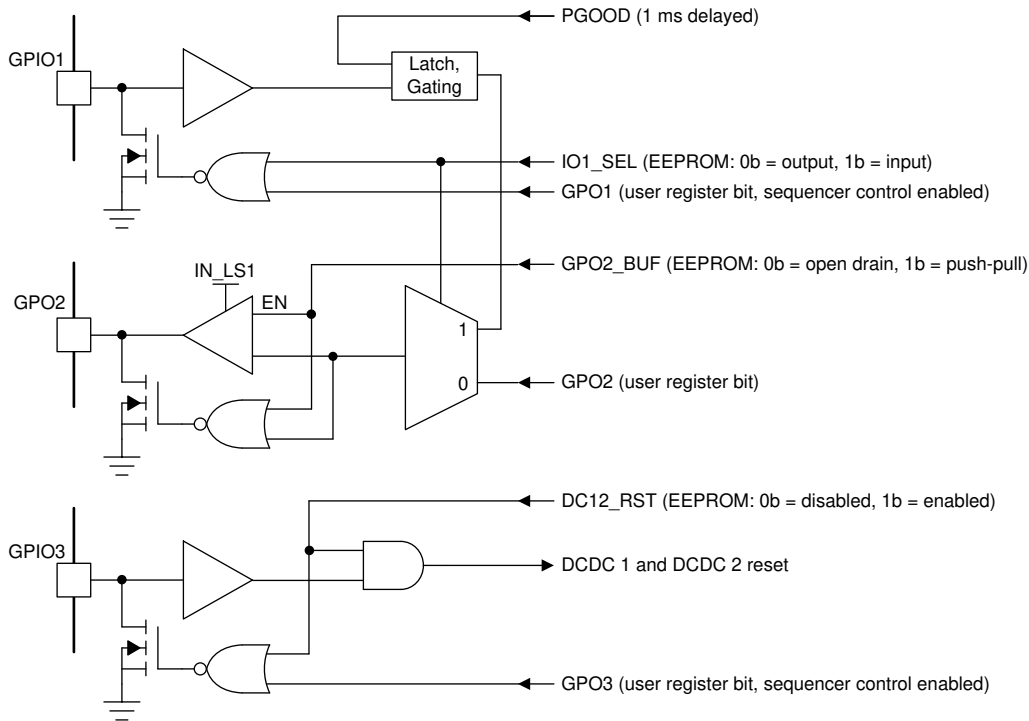 PGOOD (1 ms delayed)
GPIO1
Latch,
Gating
IO1_SEL (EEPROM: 0b = output, 1b = input)
GPO1 (user register bit, sequencer control enabled)
GPO2_BUF (EEPROM: 0b = open drain, 1b = push-pull)
IN_LS1
GPO2
EN
1
0
GPO2 (user register bit)
DC12_RST (EEPROM: 0b = disabled, 1b = enabled)
GPIO3
DCDC 1 and DCDC 2 reset
GPO3 (user register bit, sequencer control enabled)